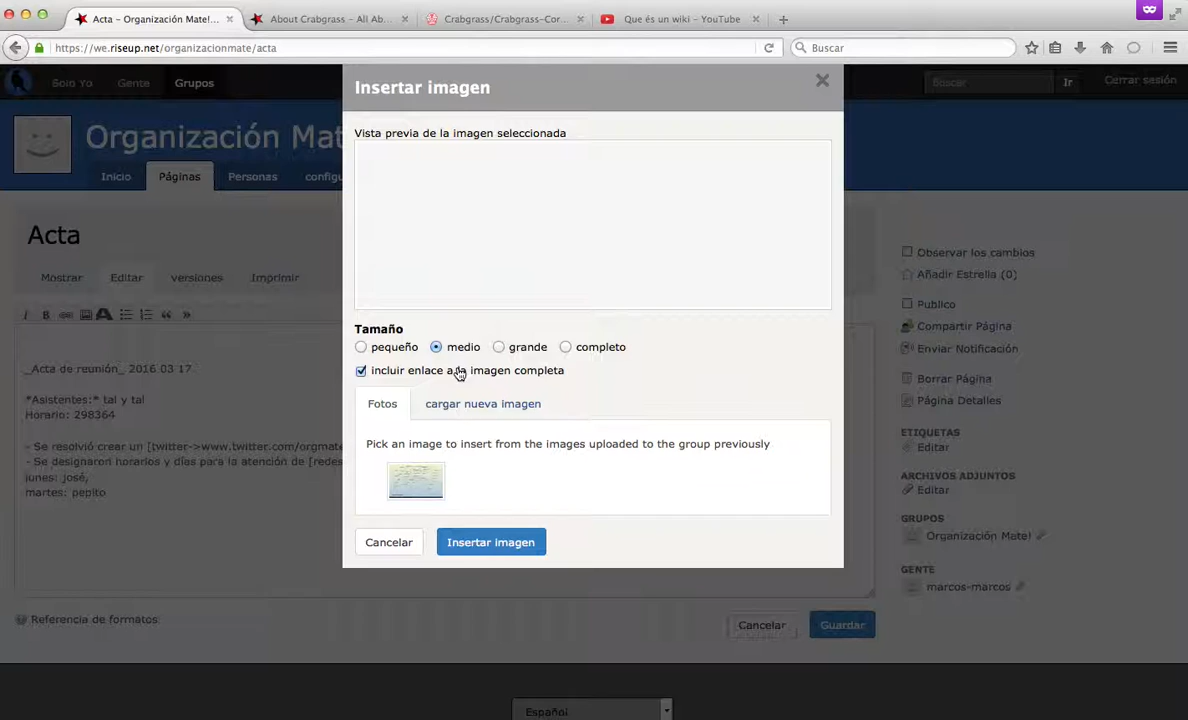 Acta – Organización Mate!...
About Crabgrass – All Ab...
Crabgrass/Crabgrass–Cor...
Que és un wiki – YouTube
https://we.riseup.net/organizacionmate/acta
Buscar
Solo Yo
Gente
Grupos
Buscar
Ir
Cerrar sesión
Organización Mat
Inicio
Páginas
Personas
configu
Insertar imagen
Vista previa de la imagen seleccionada
Tamaño
pequeño
medio
grande
completo
incluir enlace a la imagen completa
Fotos
cargar nueva imagen
Pick an image to insert from the images uploaded to the group previously
Cancelar
Insertar imagen
Acta
Mostrar
Editar
versiones
Imprimir
_Acta de reunión_ 2016 03 17
*Asistentes:* tal y tal
Horario: 298364
- Se resolvió crear un [twitter->www.twitter.com/orgmate
- Se designaron horarios y días para la atención de [redes
lunes: josé,
martes: pepito
Referencia de formatos
Cancelar
Guardar
Observar los cambios
Añadir Estrella (0)
Publico
Compartir Página
Enviar Notificación
Borrar Página
Página Detalles
ETIQUETAS
Editar
ARCHIVOS ADJUNTOS
Editar
GRUPOS
Organización Mate!
GENTE
marcos-marcos
Español